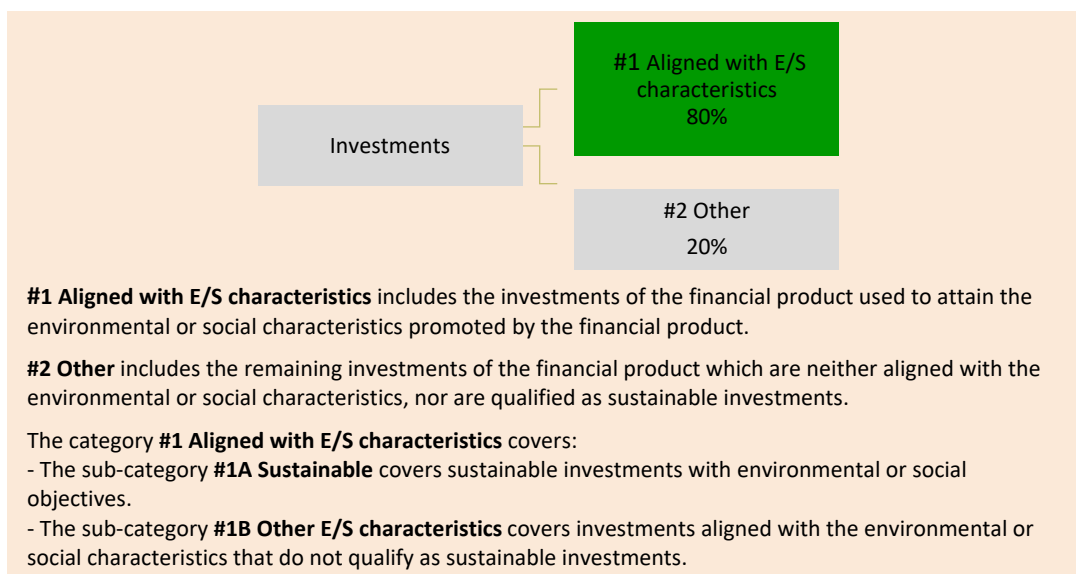 #1 Aligned with E/S
characteristics
80%
Investments
#2 Other
20%
#1 Aligned with E/S characteristics includes the investments of the financial product used to attain the
environmental or social characteristics promoted by the financial product.
#2 Other includes the remaining investments of the financial product which are neither aligned with the
environmental or social characteristics, nor are qualified as sustainable investments.
The category #1 Aligned with E/S characteristics covers:
- The sub-category #1A Sustainable covers sustainable investments with environmental or social
objectives.
- The sub-category #1B Other E/S characteristics covers investments aligned with the environmental or
social characteristics that do not qualify as sustainable investments.